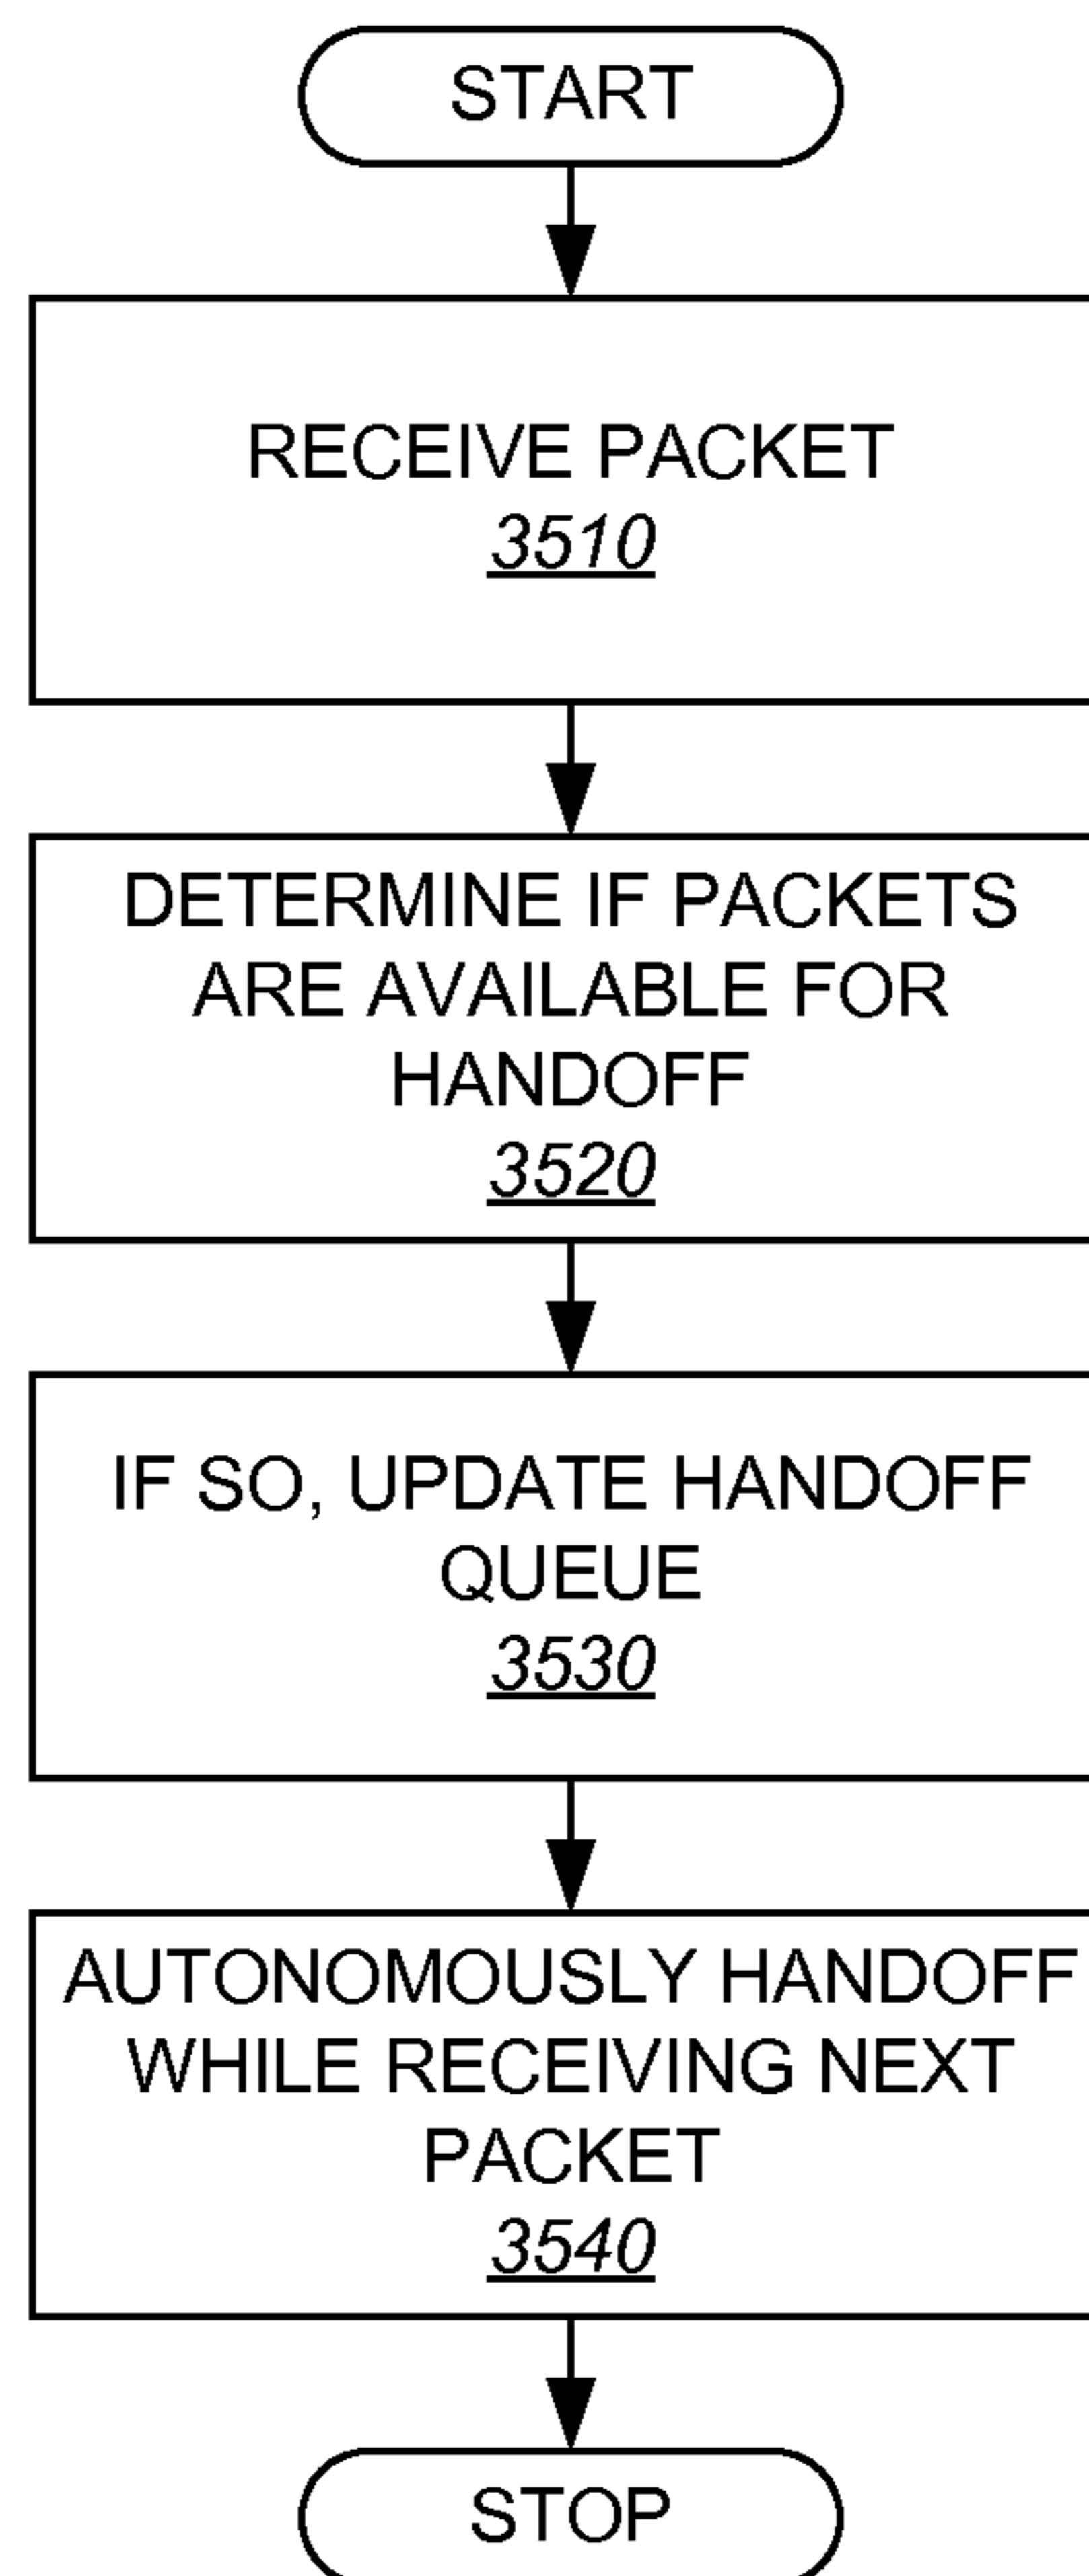 START
RECEIVE PACKET
3510
DETERMINE IF PACKETS
ARE AVAILABLE FOR
HANDOFF
3520
IF SO, UPDATE HANDOFF
QUEUE
3530
AUTONOMOUSLY HANDOFF
WHILE RECEIVING NEXT
PACKET
3540
STOP